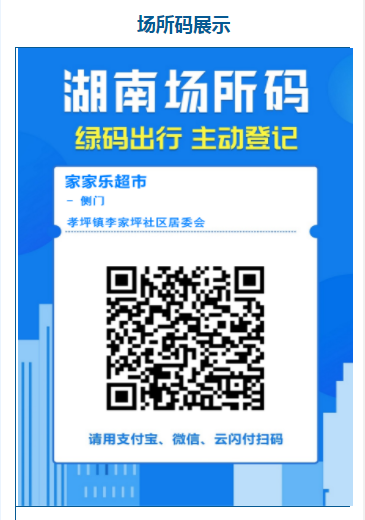 场所码展示
湖南场所码
绿码出行 主动登记
家家乐超市
- 侧门
孝坪镇李家坪社区居委会
请用支付宝、微信、云闪付扫码